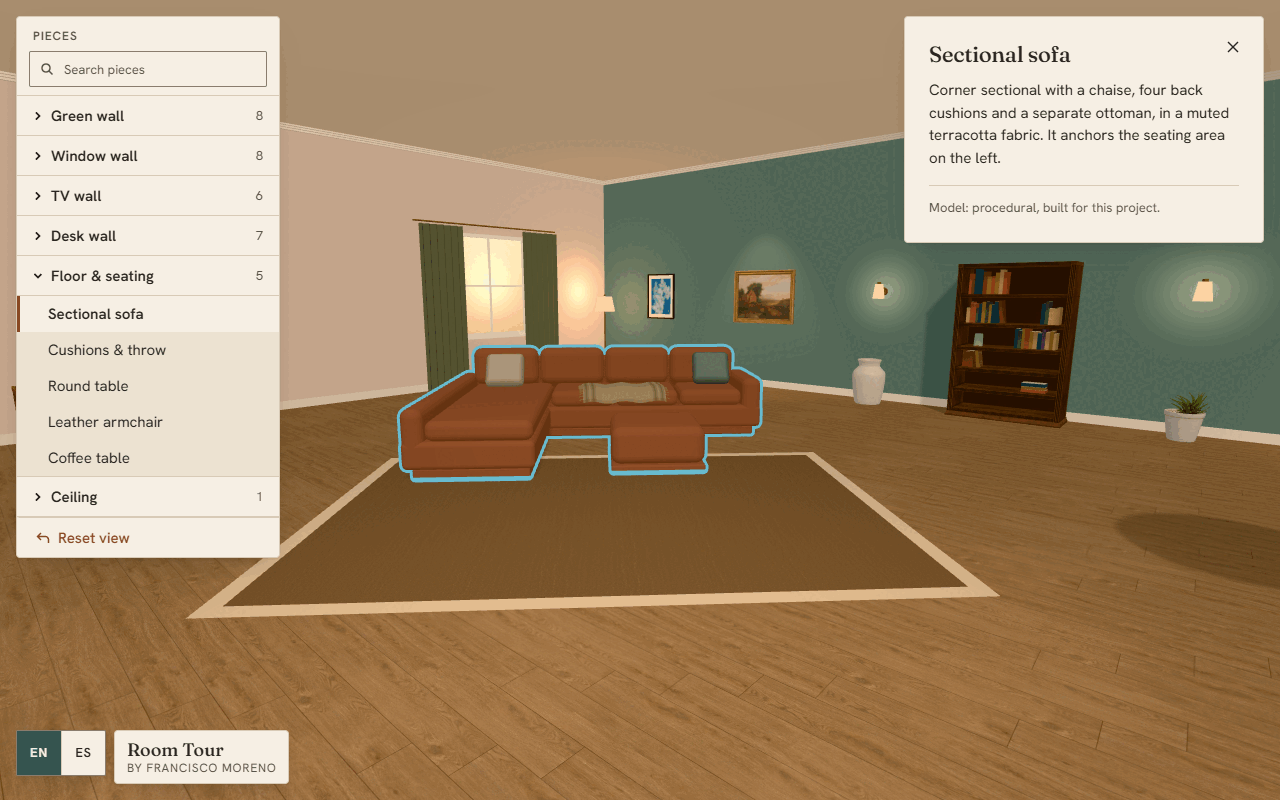 PIECES
Search pieces
Green wall 8
Window wall 8
TV wall 6
Desk wall 7
Floor & seating 5
Sectional sofa
Cushions & throw
Round table
Leather armchair
Coffee table
Ceiling 1
Reset view
Sectional sofa
Corner sectional with a chaise, four back
cushions and a separate ottoman, in a muted
terracotta fabric. It anchors the seating area
on the left.
Model: procedural, built for this project.
EN ES
Room Tour
BY FRANCISCO MORENO